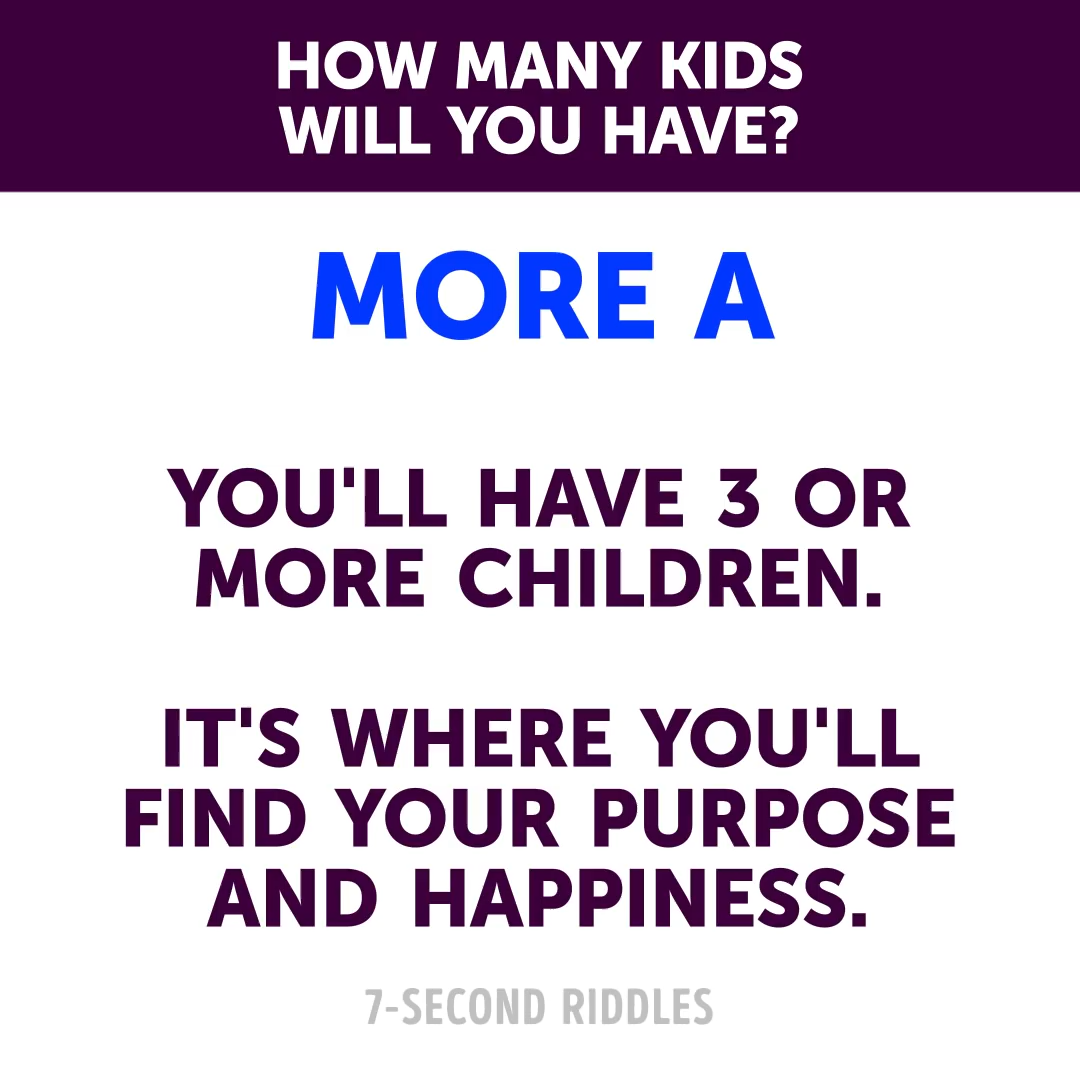 HOW MANY KIDS
WILL YOU HAVE?
MORE A
YOU'LL HAVE 3 OR
MORE CHILDREN.
IT'S WHERE YOU'LL
FIND YOUR PURPOSE
AND HAPPINESS.
7-SECOND RIDDLES